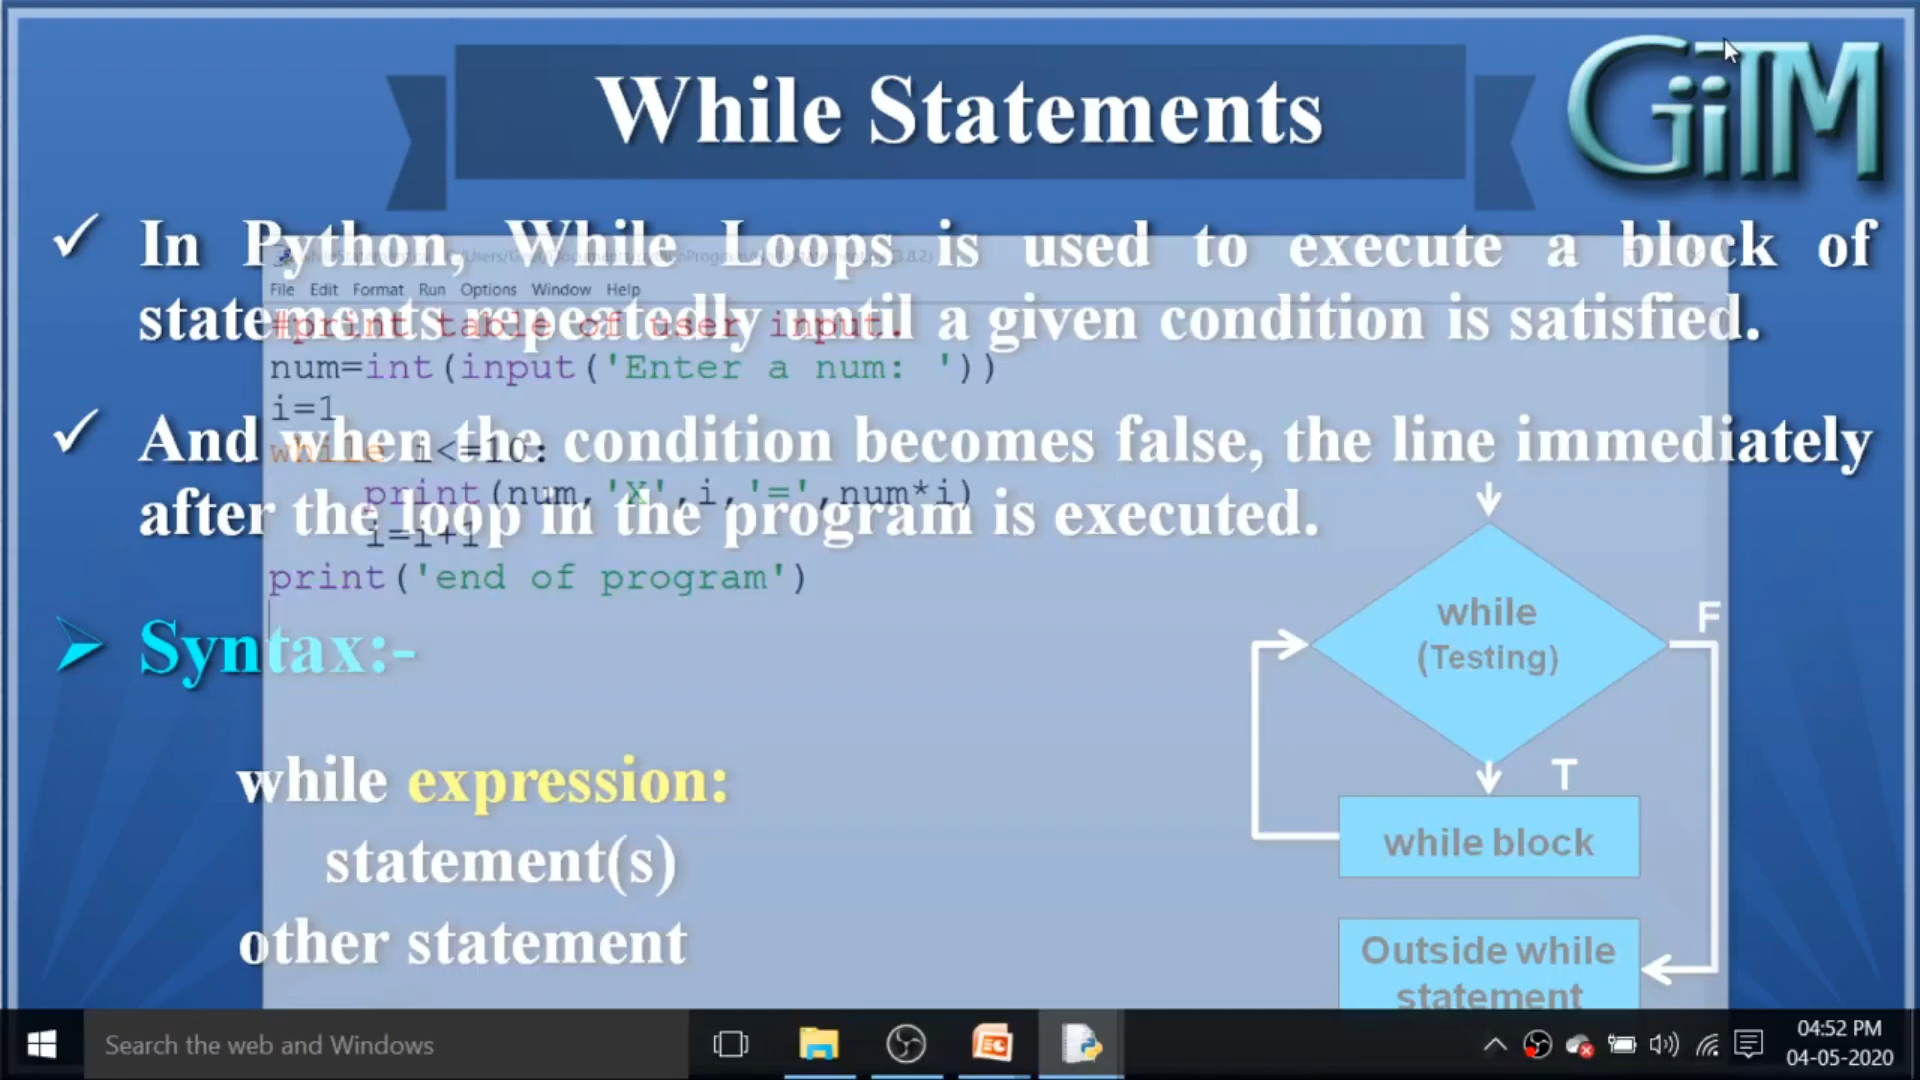 While Statements
GiiTM
In Python, While Loops is used to execute a block of
statements repeatedly until a given condition is satisfied.
And when the condition becomes false, the line immediately
after the loop in the program is executed.
Syntax:-
while expression:
statement(s)
other statement
File Edit Format Run Options Window Help
#print table of user input.
num=int(input('Enter a num: '))
i=1
while i<=10:
print(num,'X',i,'=',num*i)
i=i+1
print('end of program')
while
(Testing)
F
T
while block
Outside while
statement
Search the web and Windows
04:52 PM
04-05-2020